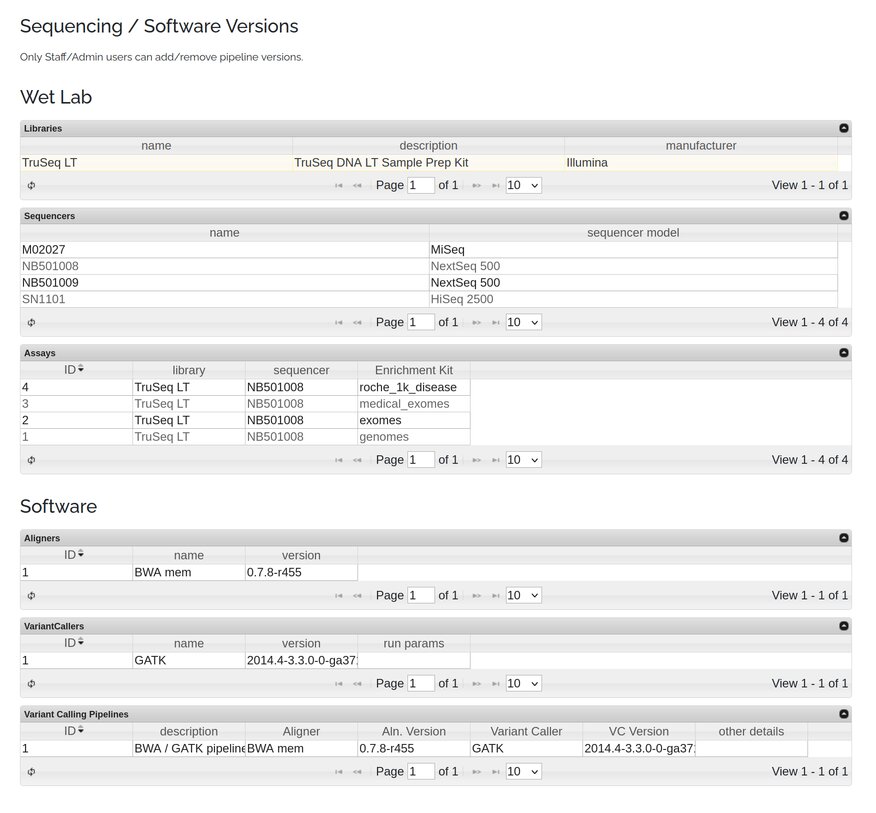 Sequencing / Software Versions
Only Staff/Admin users can add/remove pipeline versions.
Wet Lab
Libraries
name description manufacturer
TruSeq LT TruSeq DNA LT Sample Prep Kit Illumina
Page 1 of 1 10 View 1 - 1 of 1
Sequencers
name sequencer model
M02027 MiSeq
NB501008 NextSeq 500
NB501009 NextSeq 500
SN1101 HiSeq 2500
Page 1 of 1 10 View 1 - 4 of 4
Assays
ID library sequencer Enrichment Kit
4 TruSeq LT NB501008 roche_1k_disease
3 TruSeq LT NB501008 medical_exomes
2 TruSeq LT NB501008 exomes
1 TruSeq LT NB501008 genomes
Page 1 of 1 10 View 1 - 4 of 4
Software
Aligners
ID name version
1 BWA mem 0.7.8-r455
Page 1 of 1 10 View 1 - 1 of 1
VariantCallers
ID name version run params
1 GATK 2014.4-3.3.0-0-ga37
Page 1 of 1 10 View 1 - 1 of 1
Variant Calling Pipelines
ID description Aligner Aln. Version Variant Caller VC Version other details
1 BWA / GATK pipeline BWA mem 0.7.8-r455 GATK 2014.4-3.3.0-0-ga37
Page 1 of 1 10 View 1 - 1 of 1